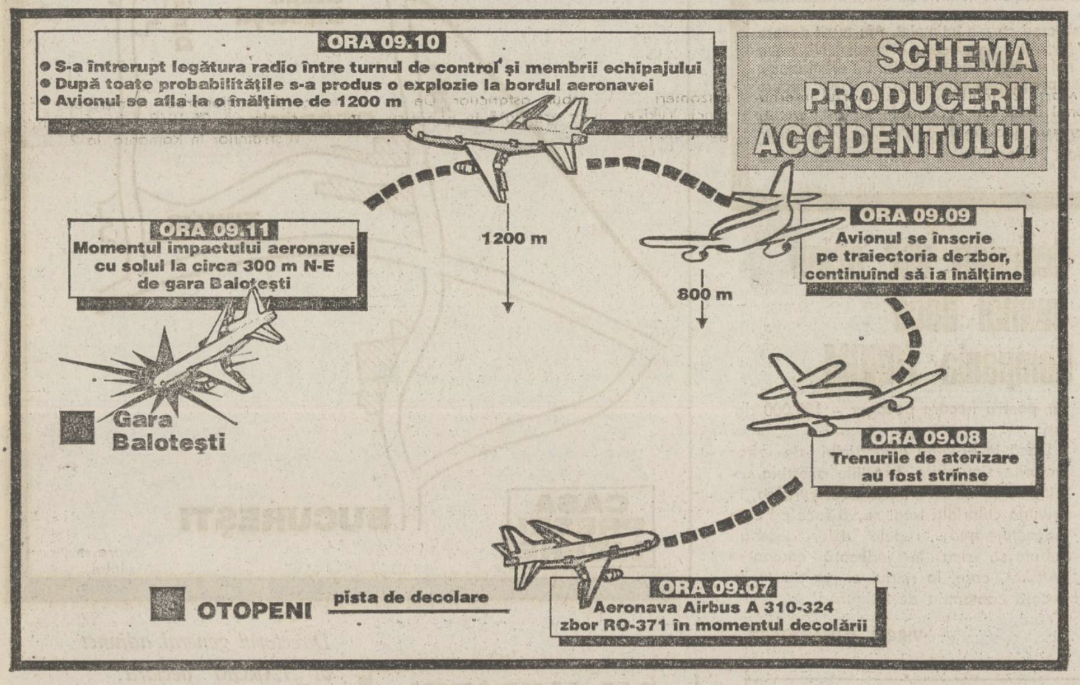 SCHEMA
PRODUCERII
ACCIDENTULUI
ORA 09.10
• S-a întrerupt legătura radio între turnul de control și membrii echipajului
• După toate probabilitățile s-a produs o explozie la bordul aeronavei
• Avionul se afla la o înălțime de 1200 m
ORA 09.11
Momentul impactului aeronavei
cu solul la circa 300 m N-E
de gara Balotești
1200 m
ORA 09.09
Avionul se înscrie
pe traiectoria de zbor,
continuînd să ia înălțime
800 m
Gara
Balotești
ORA 09.08
Trenurile de aterizare
au fost strînse
CASA
BUCUREȘTI
OTOPENI
pista de decolare
ORA 09.07
Aeronava Airbus A 310-324
zbor RO-371 în momentul decolării
Directorul general adjunct